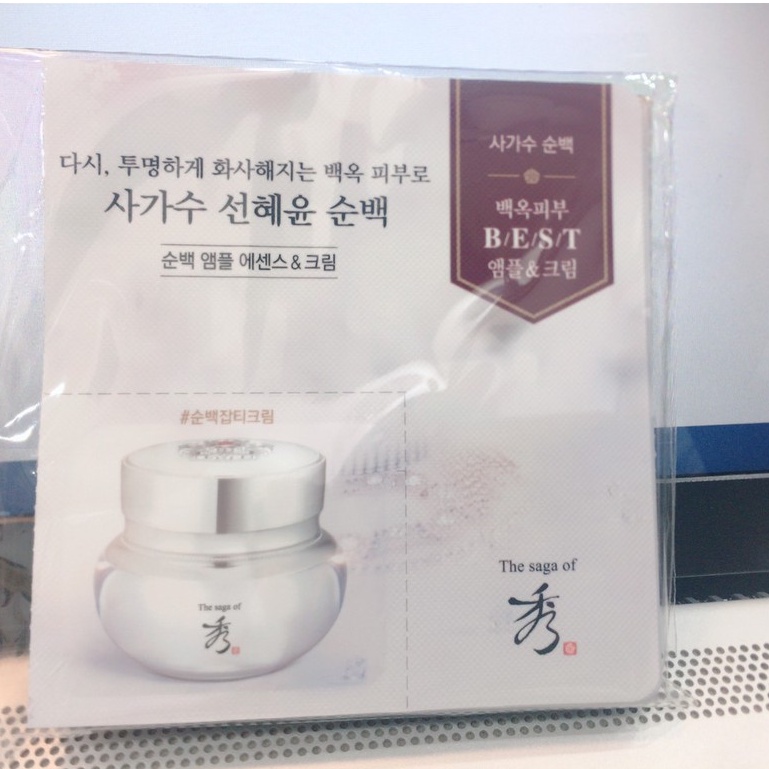 다시, 투명하게 화사해지는 백옥 피부로
사가수 선혜윤 순백
순백 앰플 에센스&크림
사가수 순백
백옥피부
B/E/S/T
앰플&크림
#순백잡티크림
The saga of
秀
The saga of
秀